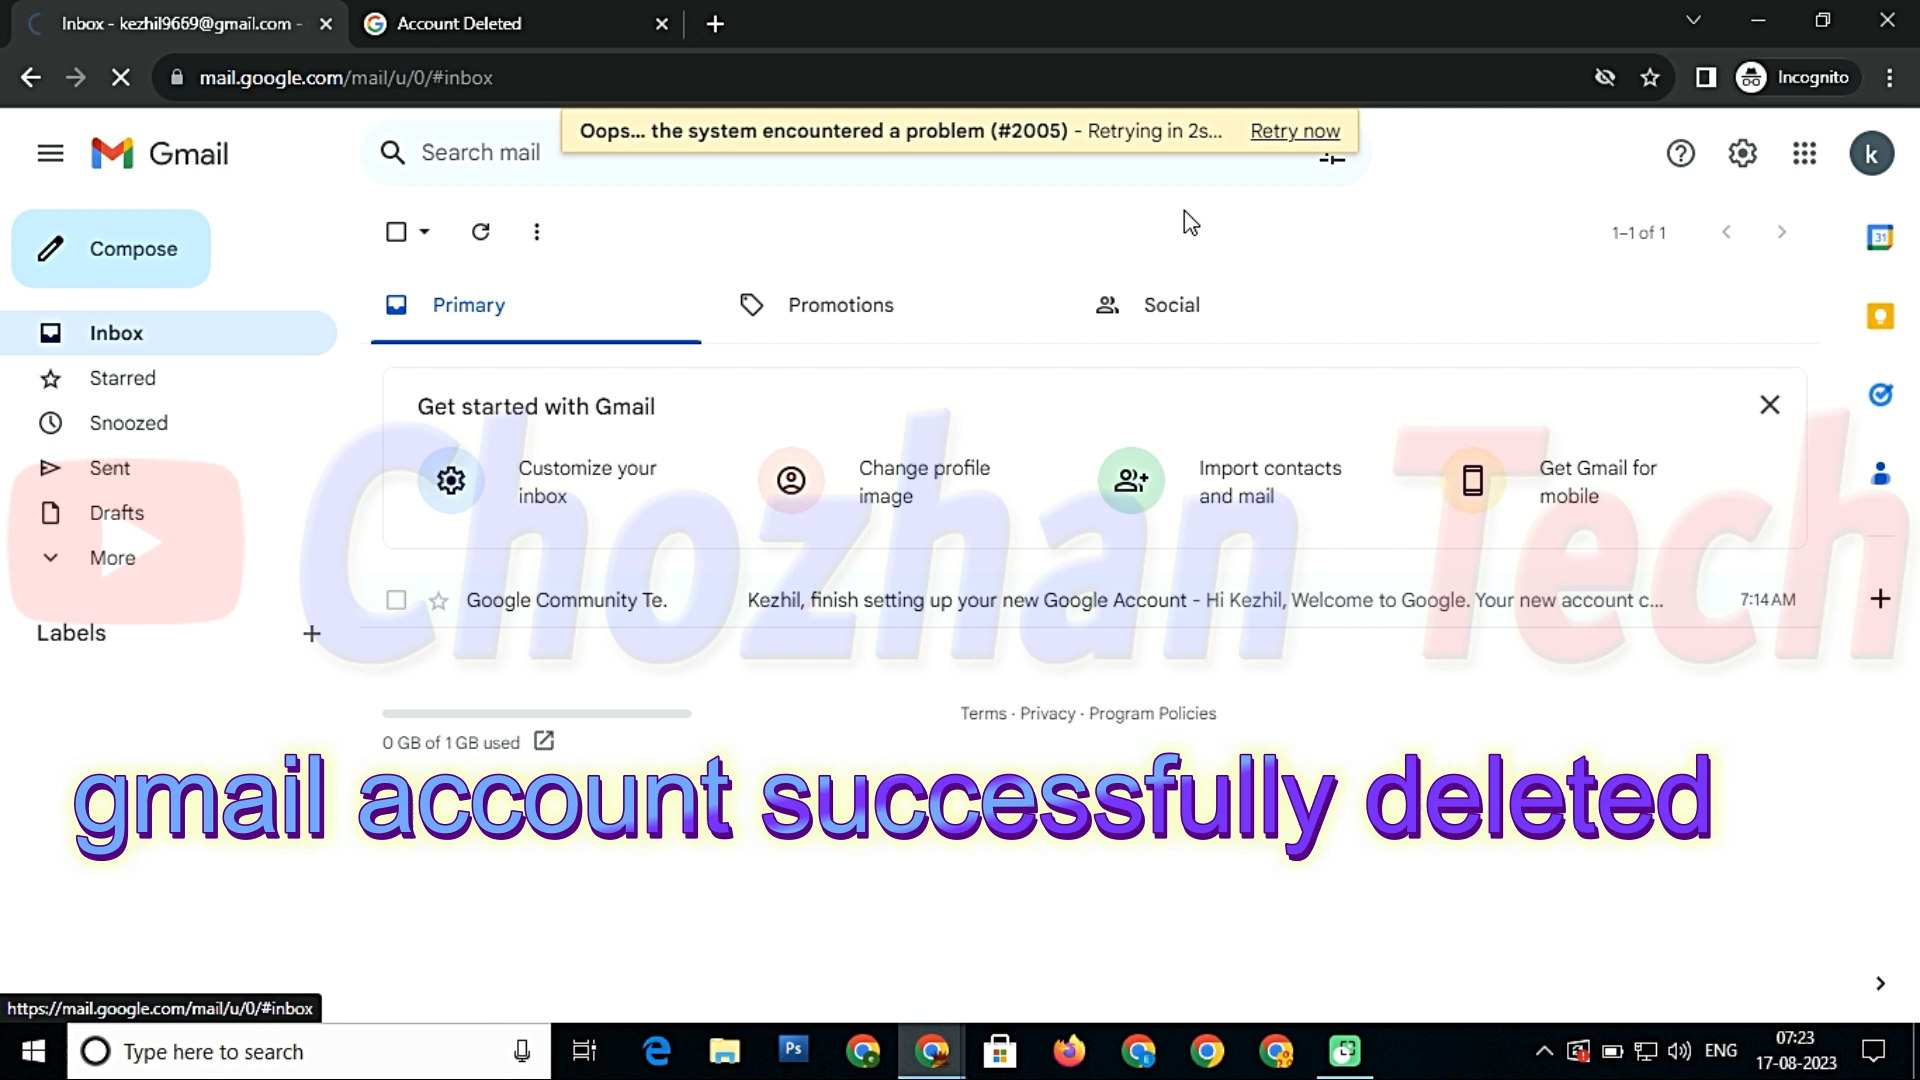 Inbox - kezhil9669@gmail.com -
Account Deleted
mail.google.com/mail/u/0/#inbox
Incognito
Oops... the system encountered a problem (#2005) - Retrying in 2s... Retry now
Gmail
Search mail
k
Compose
1–1 of 1
31
Primary
Promotions
Social
Inbox
Starred
Snoozed
Sent
Drafts
More
Labels
Get started with Gmail
Customize your
inbox
Change profile
image
Import contacts
and mail
Get Gmail for
mobile
Chozhan Tech
Google Community Te. Kezhil, finish setting up your new Google Account - Hi Kezhil, Welcome to Google. Your new account c... 7:14 AM
Terms · Privacy · Program Policies
0 GB of 1 GB used
gmail account successfully deleted
https://mail.google.com/mail/u/0/#inbox
Type here to search
Ps
ENG
07:23
17-08-2023